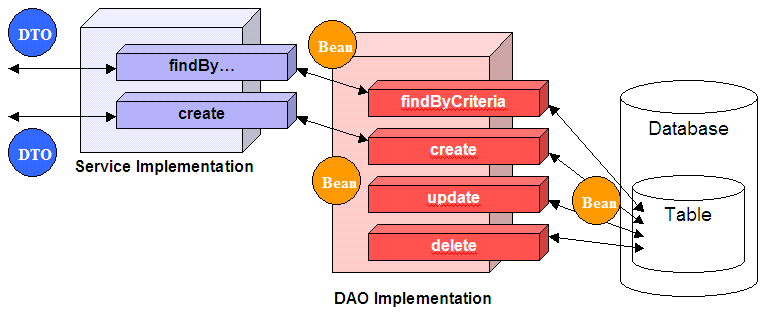 DTO
findBy…
create
DTO
Service Implementation
Bean
findByCriteria
create
Bean
update
delete
DAO Implementation
Bean
Database
Table